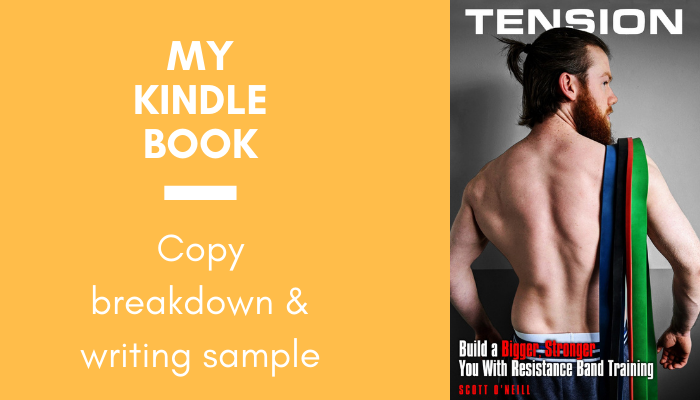 MY
KINDLE
BOOK
Copy
breakdown &
writing sample
TENSION
Build a Bigger Stronger
You With Resistance Band Training
SCOTT O'NEILL